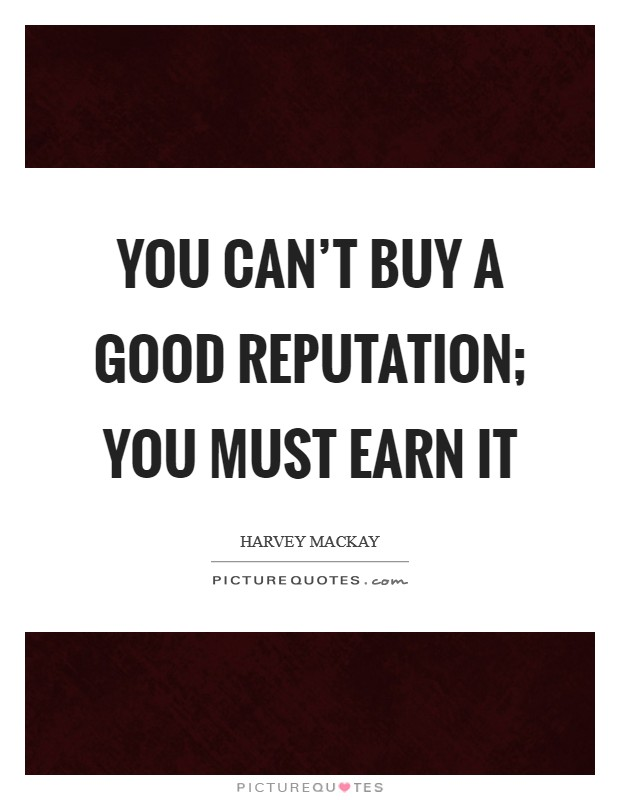 YOU CAN’T BUY A
GOOD REPUTATION;
YOU MUST EARN IT
HARVEY MACKAY
PICTUREQUOTES.com
PICTUREQUOTES